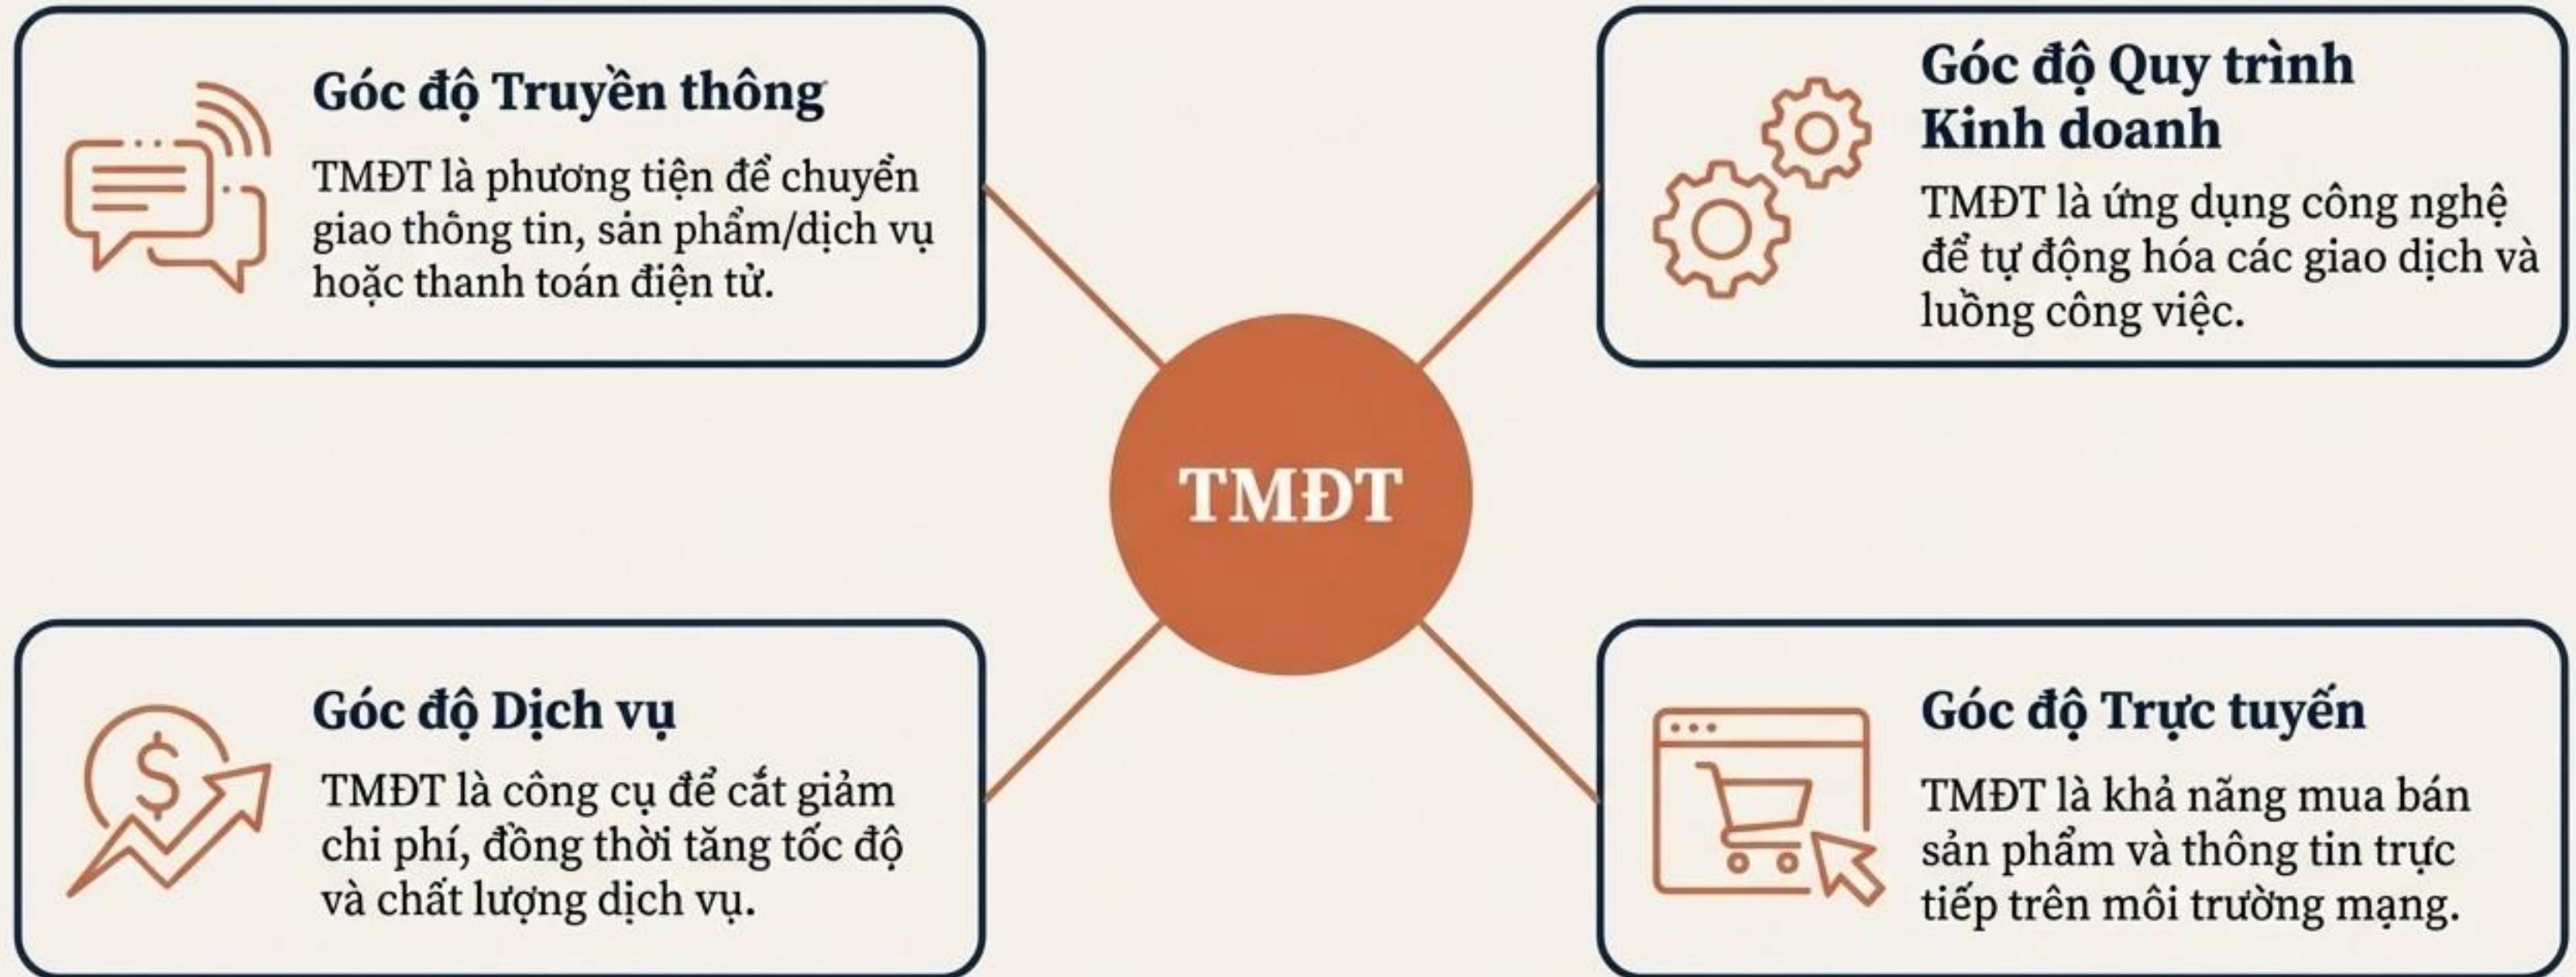 Góc độ Truyền thông
TMĐT là phương tiện để chuyển
giao thông tin, sản phẩm/dịch vụ
hoặc thanh toán điện tử.
Góc độ Quy trình
Kinh doanh
TMĐT là ứng dụng công nghệ
để tự động hóa các giao dịch và
luồng công việc.
TMĐT
Góc độ Dịch vụ
TMĐT là công cụ để cắt giảm
chi phí, đồng thời tăng tốc độ
và chất lượng dịch vụ.
Góc độ Trực tuyến
TMĐT là khả năng mua bán
sản phẩm và thông tin trực
tiếp trên môi trường mạng.